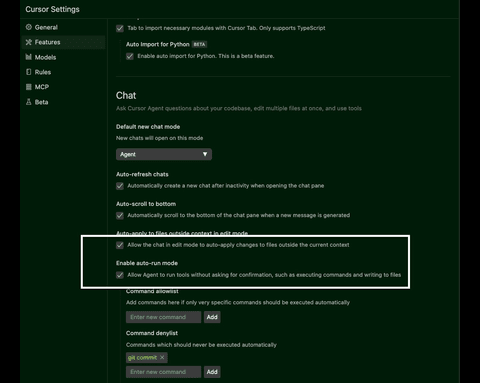 Cursor Settings
General
Features
Models
Rules
MCP
Beta
Tab to import necessary modules with Cursor Tab. Only supports TypeScript
Auto Import for Python BETA
Enable auto import for Python. This is a beta feature.
Chat
Ask Cursor Agent questions about your codebase, edit multiple files at once, and use tools
Default new chat mode
New chats will open on this mode
Agent
Auto-refresh chats
Automatically create a new chat after inactivity when opening the chat pane
Auto-scroll to bottom
Automatically scroll to the bottom of the chat pane when a new message is generated
Auto-apply to files outside context in edit mode
Allow the chat in edit mode to auto-apply changes to files outside the current context
Enable auto-run mode
Allow Agent to run tools without asking for confirmation, such as executing commands and writing to files
Command allowlist
Add commands here if only very specific commands should be executed automatically
Enter new command Add
Command denylist
Commands which should never be executed automatically
git commit ×
Enter new command Add